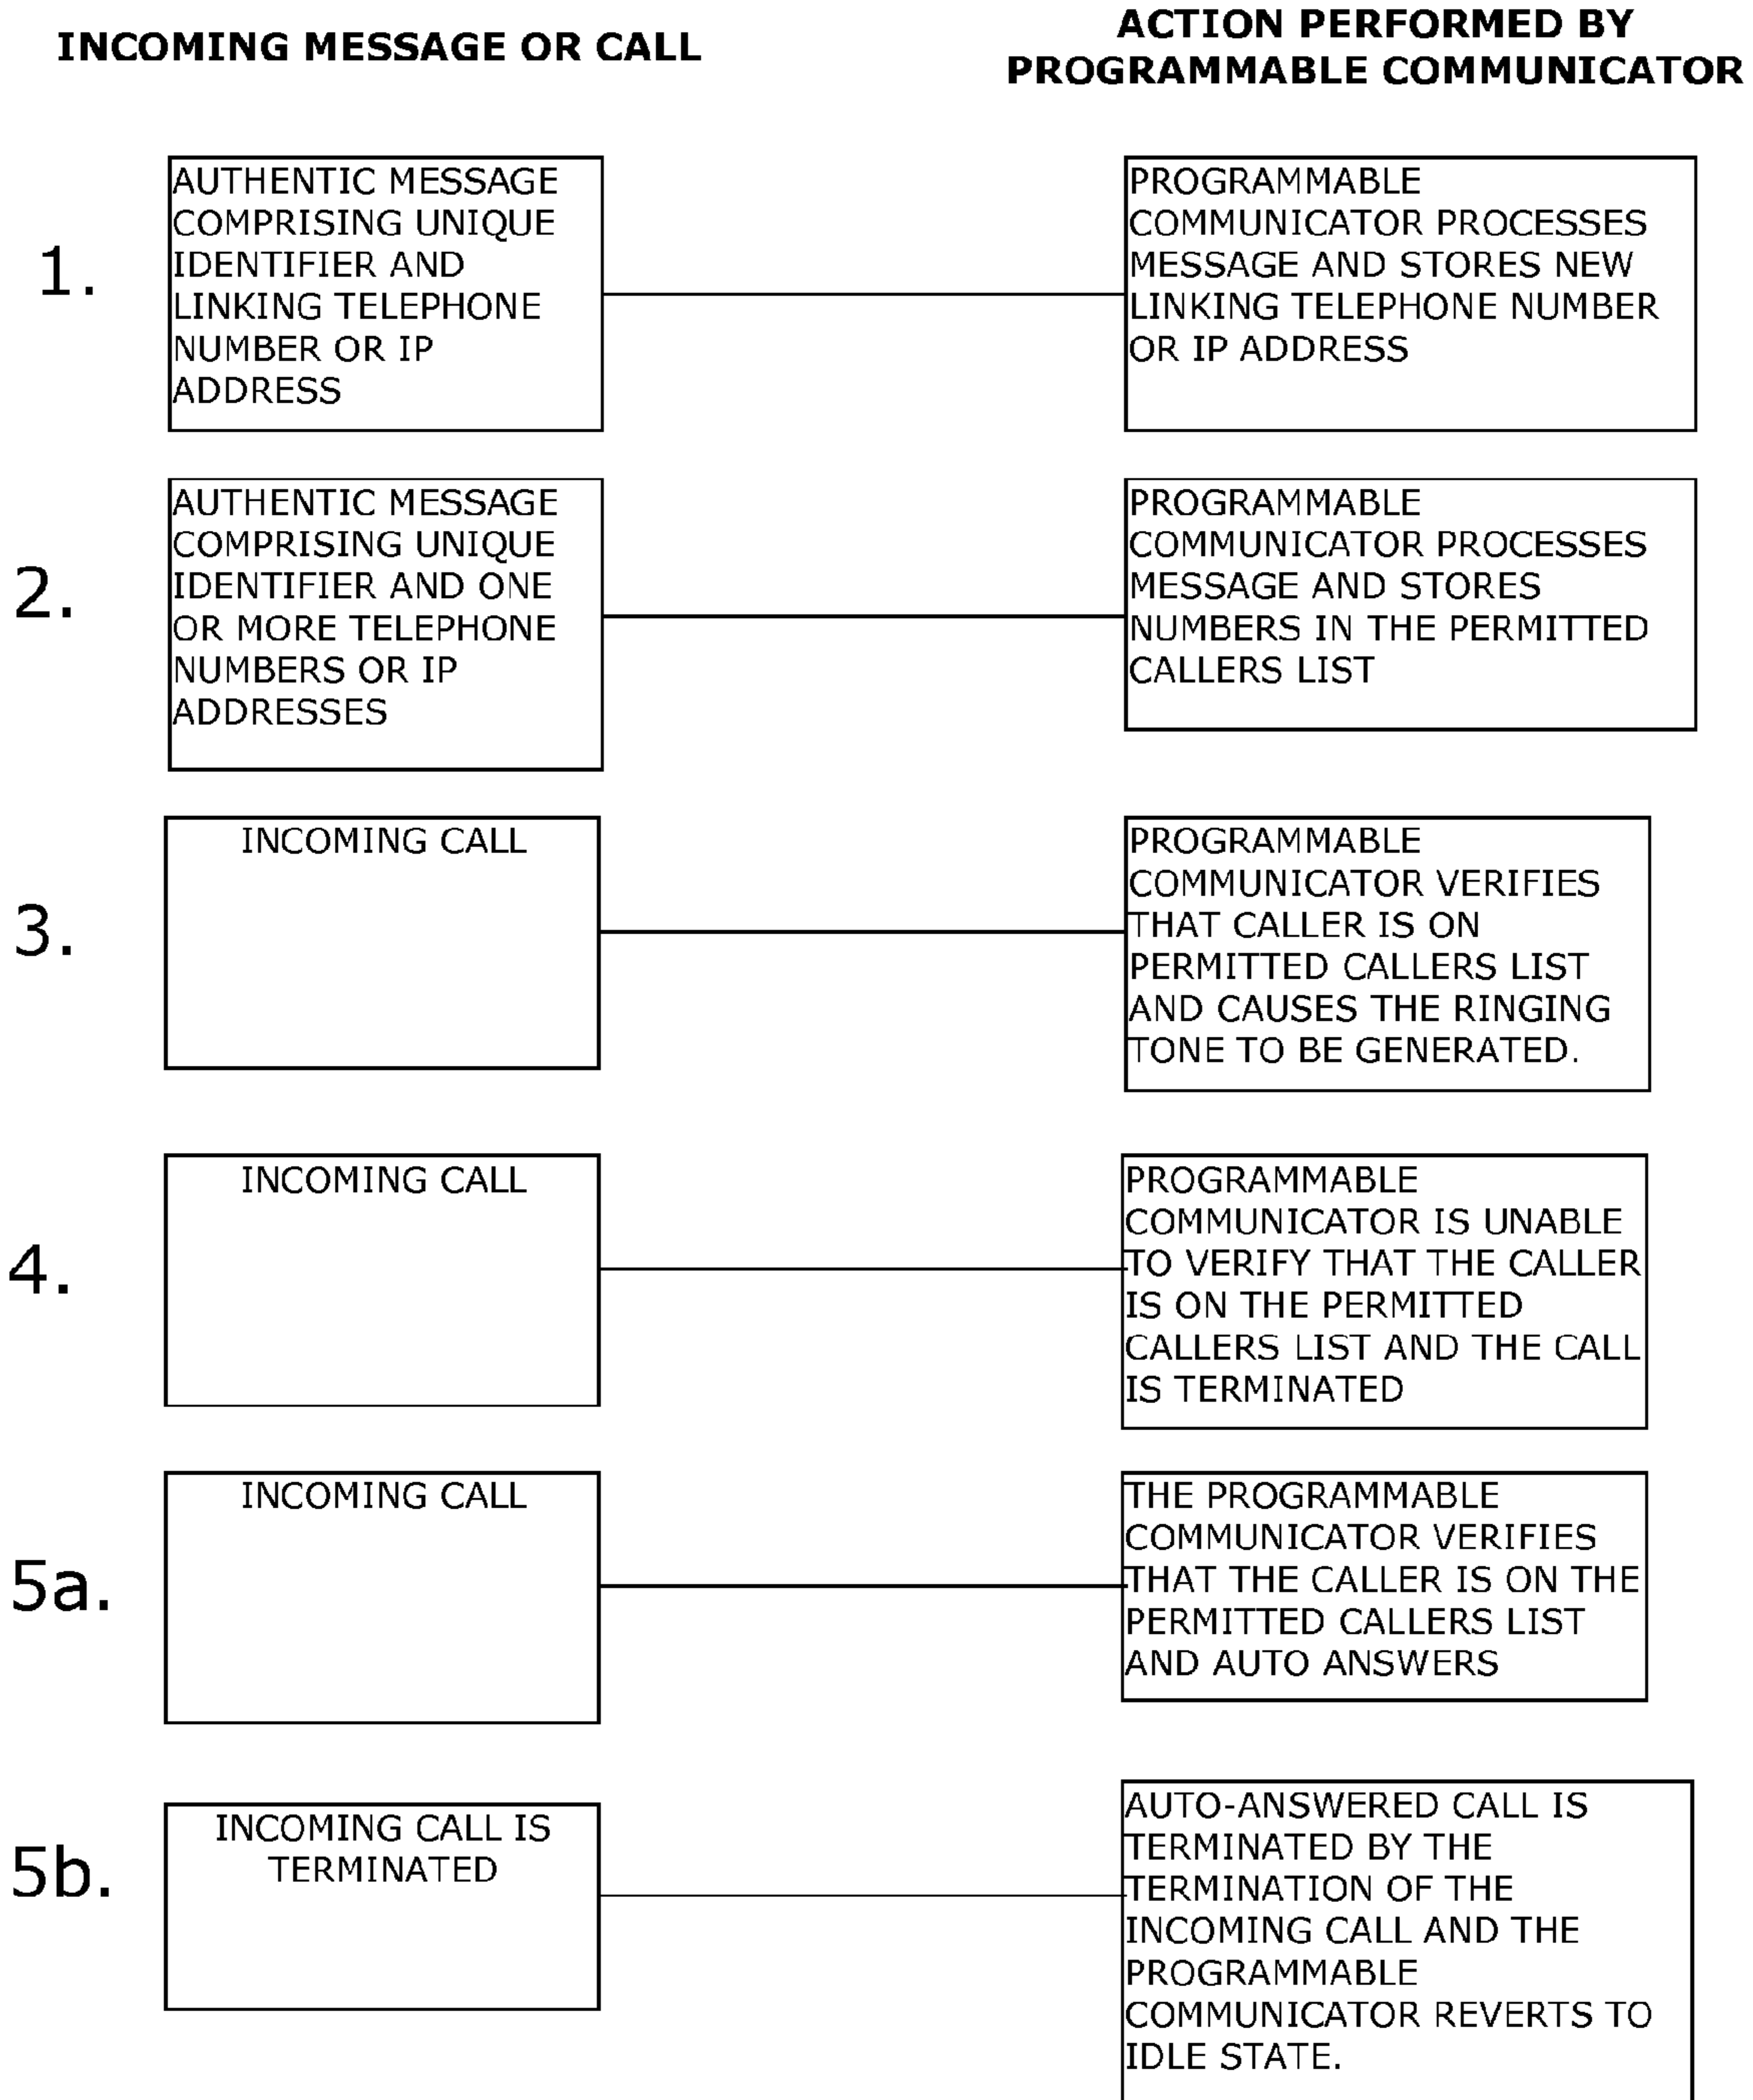 INCOMING MESSAGE OR CALL
ACTION PERFORMED BY
PROGRAMMABLE COMMUNICATOR
1.
AUTHENTIC MESSAGE
COMPRISING UNIQUE
IDENTIFIER AND
LINKING TELEPHONE
NUMBER OR IP
ADDRESS
PROGRAMMABLE
COMMUNICATOR PROCESSES
MESSAGE AND STORES NEW
LINKING TELEPHONE NUMBER
OR IP ADDRESS
2.
AUTHENTIC MESSAGE
COMPRISING UNIQUE
IDENTIFIER AND ONE
OR MORE TELEPHONE
NUMBERS OR IP
ADDRESSES
PROGRAMMABLE
COMMUNICATOR PROCESSES
MESSAGE AND STORES
NUMBERS IN THE PERMITTED
CALLERS LIST
3.
INCOMING CALL
PROGRAMMABLE
COMMUNICATOR VERIFIES
THAT CALLER IS ON
PERMITTED CALLERS LIST
AND CAUSES THE RINGING
TONE TO BE GENERATED.
4.
INCOMING CALL
PROGRAMMABLE
COMMUNICATOR IS UNABLE
TO VERIFY THAT THE CALLER
IS ON THE PERMITTED
CALLERS LIST AND THE CALL
IS TERMINATED
5a.
INCOMING CALL
THE PROGRAMMABLE
COMMUNICATOR VERIFIES
THAT THE CALLER IS ON THE
PERMITTED CALLERS LIST
AND AUTO ANSWERS
5b.
INCOMING CALL IS
TERMINATED
AUTO-ANSWERED CALL IS
TERMINATED BY THE
TERMINATION OF THE
INCOMING CALL AND THE
PROGRAMMABLE
COMMUNICATOR REVERTS TO
IDLE STATE.